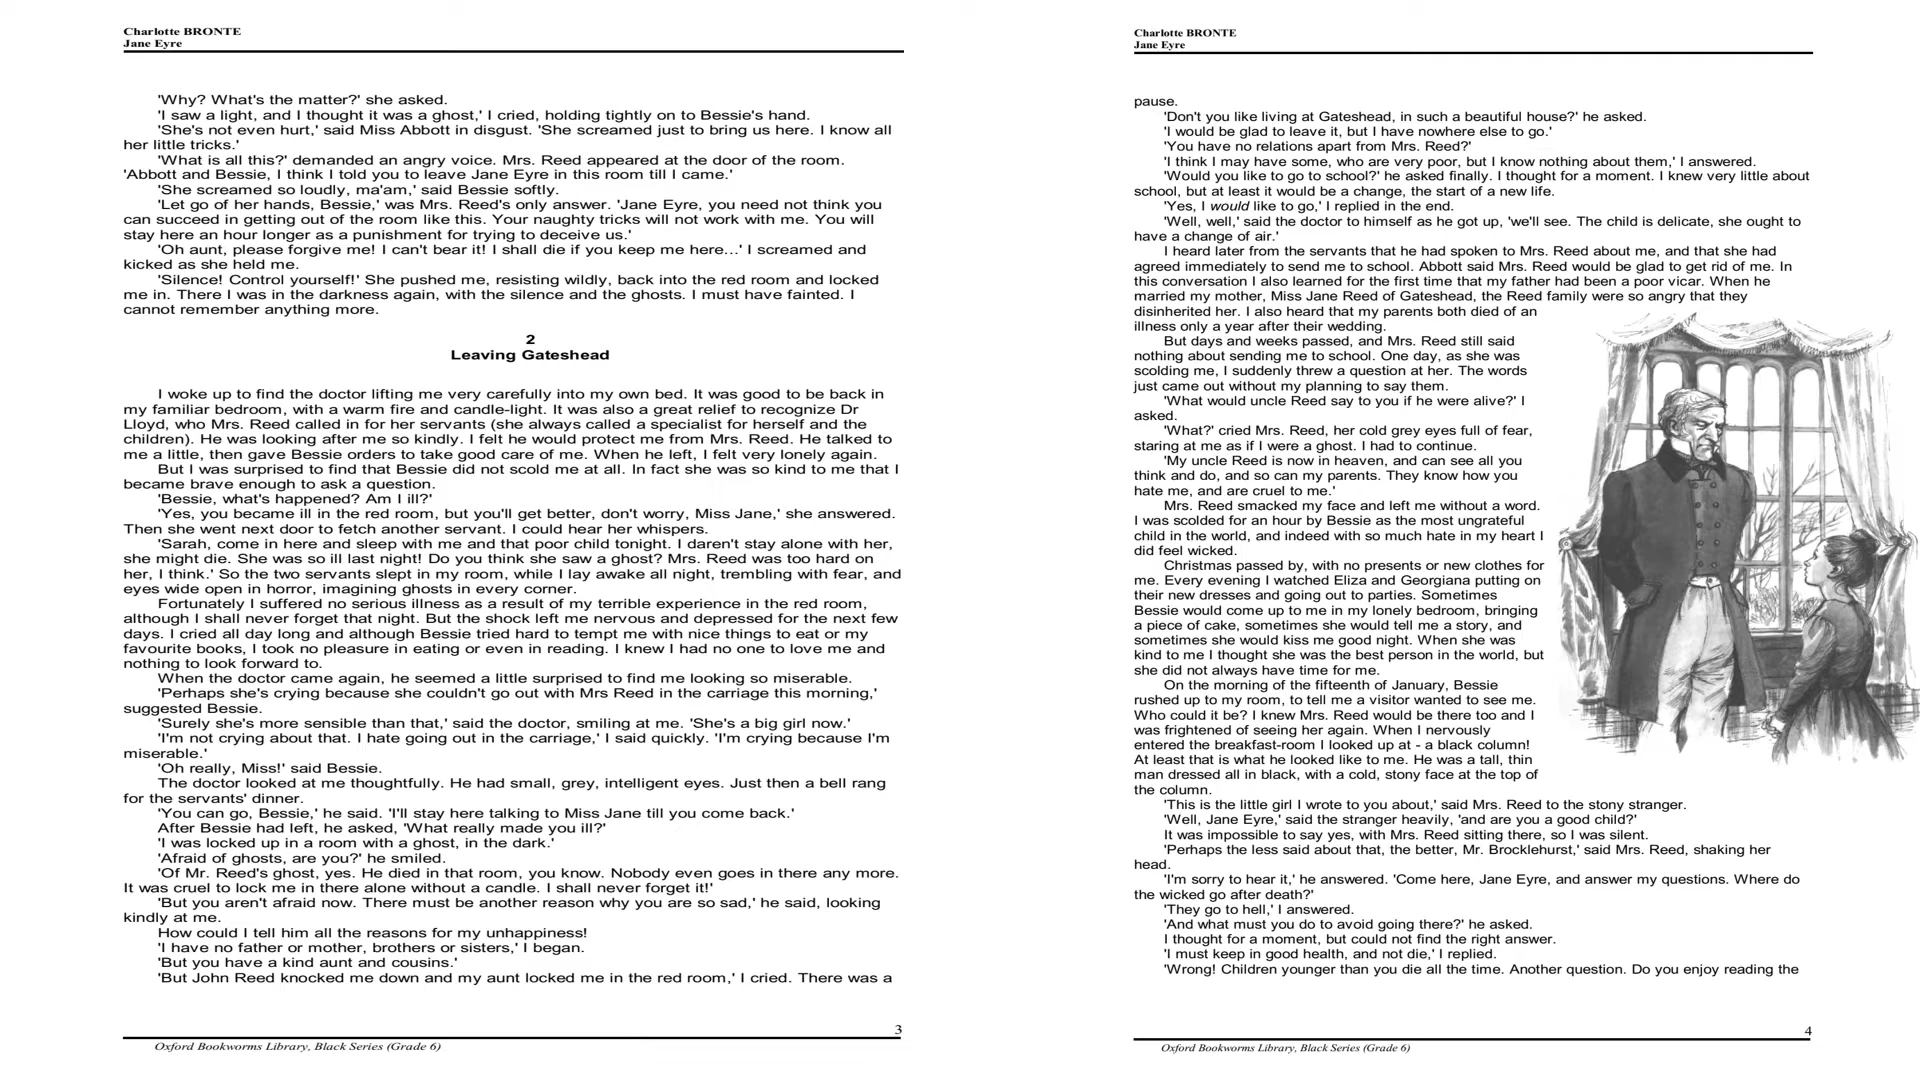 Charlotte BRONTE
Jane Eyre
'Why? What's the matter?' she asked.
'I saw a light, and I thought it was a ghost,' I cried, holding tightly on to Bessie's hand.
'She's not even hurt,' said Miss Abbott in disgust. 'She screamed just to bring us here. I know all
her little tricks.'
'What is all this?' demanded an angry voice. Mrs. Reed appeared at the door of the room.
'Abbott and Bessie, I think I told you to leave Jane Eyre in this room till I came.'
'She screamed so loudly, ma'am,' said Bessie softly.
'Let go of her hands, Bessie,' was Mrs. Reed's only answer. 'Jane Eyre, you need not think you
can succeed in getting out of the room like this. Your naughty tricks will not work with me. You will
stay here an hour longer as a punishment for trying to deceive us.'
'Oh aunt, please forgive me! I can't bear it! I shall die if you keep me here...' I screamed and
kicked as she held me.
'Silence! Control yourself!' She pushed me, resisting wildly, back into the red room and locked
me in. There I was in the darkness again, with the silence and the ghosts. I must have fainted. I
cannot remember anything more.
2
Leaving Gateshead
I woke up to find the doctor lifting me very carefully into my own bed. It was good to be back in
my familiar bedroom, with a warm fire and candle-light. It was also a great relief to recognize Dr
Lloyd, who Mrs. Reed called in for her servants (she always called a specialist for herself and the
children). He was looking after me so kindly. I felt he would protect me from Mrs. Reed. He talked to
me a little, then gave Bessie orders to take good care of me. When he left, I felt very lonely again.
But I was surprised to find that Bessie did not scold me at all. In fact she was so kind to me that I
became brave enough to ask a question.
'Bessie, what's happened? Am I ill?'
'Yes, you became ill in the red room, but you'll get better, don't worry, Miss Jane,' she answered.
Then she went next door to fetch another servant. I could hear her whispers.
'Sarah, come in here and sleep with me and that poor child tonight. I daren't stay alone with her,
she might die. She was so ill last night! Do you think she saw a ghost? Mrs. Reed was too hard on
her, I think.' So the two servants slept in my room, while I lay awake all night, trembling with fear, and
eyes wide open in horror, imagining ghosts in every corner.
Fortunately I suffered no serious illness as a result of my terrible experience in the red room,
although I shall never forget that night. But the shock left me nervous and depressed for the next few
days. I cried all day long and although Bessie tried hard to tempt me with nice things to eat or my
favourite books, I took no pleasure in eating or even in reading. I knew I had no one to love me and
nothing to look forward to.
When the doctor came again, he seemed a little surprised to find me looking so miserable.
'Perhaps she's crying because she couldn't go out with Mrs Reed in the carriage this morning,'
suggested Bessie.
'Surely she's more sensible than that,' said the doctor, smiling at me. 'She's a big girl now.'
'I'm not crying about that. I hate going out in the carriage,' I said quickly. 'I'm crying because I'm
miserable.'
'Oh really, Miss!' said Bessie.
The doctor looked at me thoughtfully. He had small, grey, intelligent eyes. Just then a bell rang
for the servants' dinner.
'You can go, Bessie,' he said. 'I'll stay here talking to Miss Jane till you come back.'
After Bessie had left, he asked, 'What really made you ill?'
'I was locked up in a room with a ghost, in the dark.'
'Afraid of ghosts, are you?' he smiled.
'Of Mr. Reed's ghost, yes. He died in that room, you know. Nobody even goes in there any more.
It was cruel to lock me in there alone without a candle. I shall never forget it!'
'But you aren't afraid now. There must be another reason why you are so sad,' he said, looking
kindly at me.
How could I tell him all the reasons for my unhappiness!
'I have no father or mother, brothers or sisters,' I began.
'But you have a kind aunt and cousins.'
'But John Reed knocked me down and my aunt locked me in the red room,' I cried. There was a
3
Oxford Bookworms Library, Black Series (Grade 6)
Charlotte BRONTE
Jane Eyre
pause.
'Don't you like living at Gateshead, in such a beautiful house?' he asked.
'I would be glad to leave it, but I have nowhere else to go.'
'You have no relations apart from Mrs. Reed?'
'I think I may have some, who are very poor, but I know nothing about them,' I answered.
'Would you like to go to school?' he asked finally. I thought for a moment. I knew very little about
school, but at least it would be a change, the start of a new life.
'Yes, I would like to go,' I replied in the end.
'Well, well,' said the doctor to himself as he got up, 'we'll see. The child is delicate, she ought to
have a change of air.'
I heard later from the servants that he had spoken to Mrs. Reed about me, and that she had
agreed immediately to send me to school. Abbott said Mrs. Reed would be glad to get rid of me. In
this conversation I also learned for the first time that my father had been a poor vicar. When he
married my mother, Miss Jane Reed of Gateshead, the Reed family were so angry that they
disinherited her. I also heard that my parents both died of an
illness only a year after their wedding.
But days and weeks passed, and Mrs. Reed still said
nothing about sending me to school. One day, as she was
scolding me, I suddenly threw a question at her. The words
just came out without my planning to say them.
'What would uncle Reed say to you if he were alive?' I
asked.
'What?' cried Mrs. Reed, her cold grey eyes full of fear,
staring at me as if I were a ghost. I had to continue.
'My uncle Reed is now in heaven, and can see all you
think and do, and so can my parents. They know how you
hate me, and are cruel to me.'
Mrs. Reed smacked my face and left me without a word.
I was scolded for an hour by Bessie as the most ungrateful
child in the world, and indeed with so much hate in my heart I
did feel wicked.
Christmas passed by, with no presents or new clothes for
me. Every evening I watched Eliza and Georgiana putting on
their new dresses and going out to parties. Sometimes
Bessie would come up to me in my lonely bedroom, bringing
a piece of cake, sometimes she would tell me a story, and
sometimes she would kiss me good night. When she was
kind to me I thought she was the best person in the world, but
she did not always have time for me.
On the morning of the fifteenth of January, Bessie
rushed up to my room, to tell me a visitor wanted to see me.
Who could it be? I knew Mrs. Reed would be there too and I
was frightened of seeing her again. When I nervously
entered the breakfast-room I looked up at - a black column!
At least that is what he looked like to me. He was a tall, thin
man dressed all in black, with a cold, stony face at the top of
the column.
'This is the little girl I wrote to you about,' said Mrs. Reed to the stony stranger.
'Well, Jane Eyre,' said the stranger heavily, 'and are you a good child?'
It was impossible to say yes, with Mrs. Reed sitting there, so I was silent.
'Perhaps the less said about that, the better, Mr. Brocklehurst,' said Mrs. Reed, shaking her
head.
'I'm sorry to hear it,' he answered. 'Come here, Jane Eyre, and answer my questions. Where do
the wicked go after death?'
'They go to hell,' I answered.
'And what must you do to avoid going there?' he asked.
I thought for a moment, but could not find the right answer.
'I must keep in good health, and not die,' I replied.
'Wrong! Children younger than you die all the time. Another question. Do you enjoy reading the
4
Oxford Bookworms Library, Black Series (Grade 6)